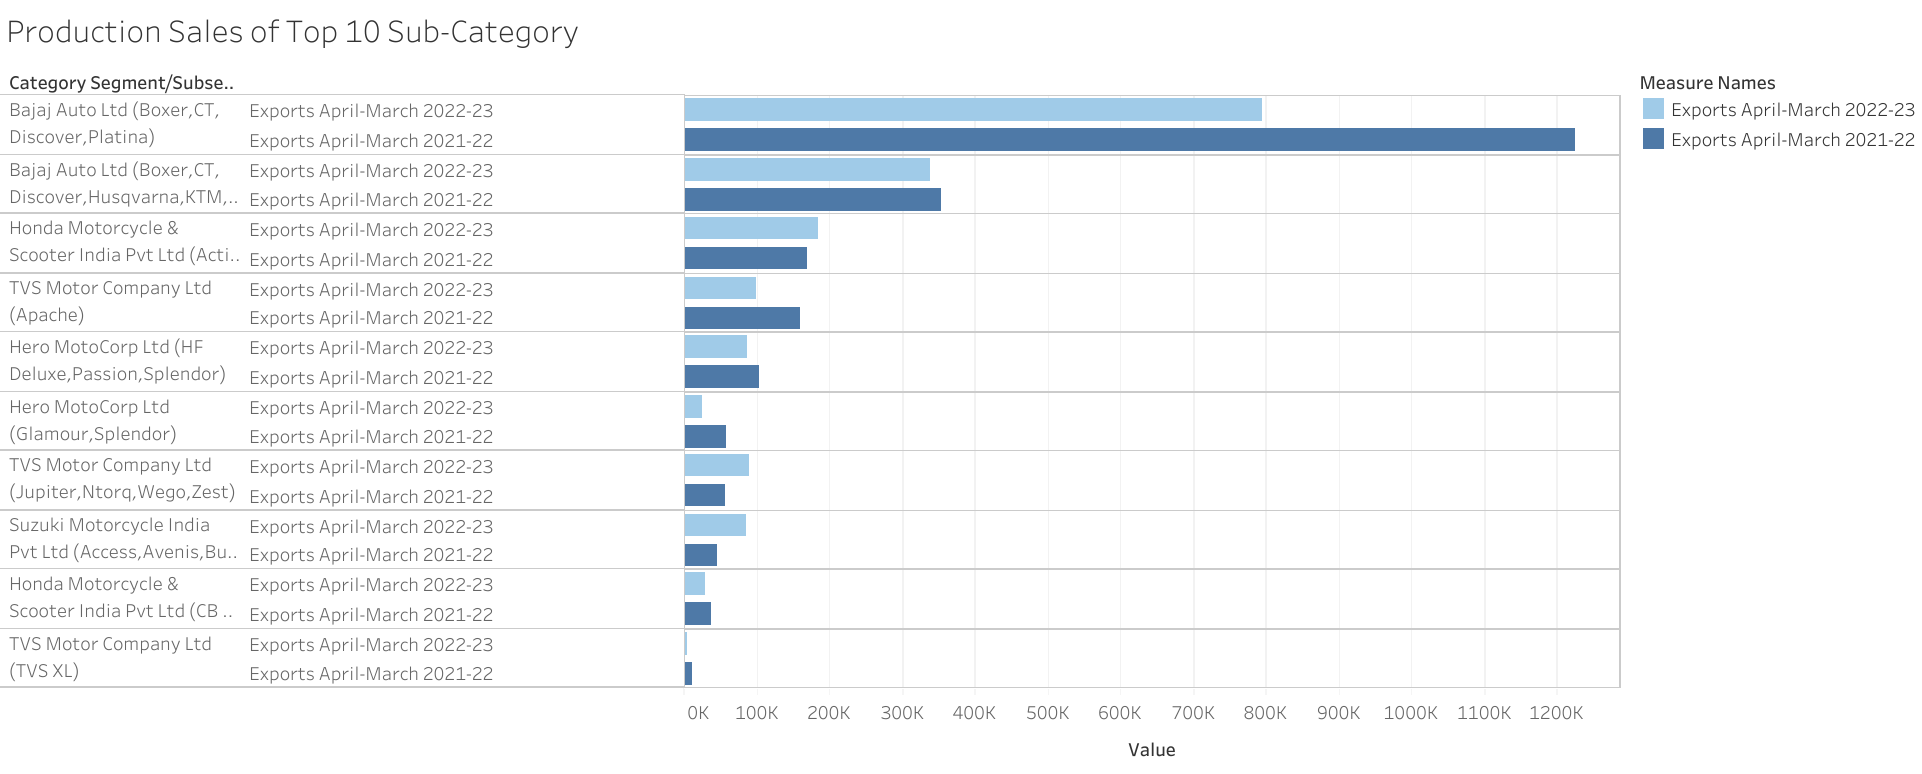 Production Sales of Top 10 Sub-Category
Category Segment/Subse..
Measure Names
Exports April-March 2022-23
Exports April-March 2021-22
Bajaj Auto Ltd (Boxer,CT,
Discover,Platina)
Exports April-March 2022-23
Exports April-March 2021-22
Bajaj Auto Ltd (Boxer,CT,
Discover,Husqvarna,KTM,..
Exports April-March 2022-23
Exports April-March 2021-22
Honda Motorcycle &
Scooter India Pvt Ltd (Acti..
Exports April-March 2022-23
Exports April-March 2021-22
TVS Motor Company Ltd
(Apache)
Exports April-March 2022-23
Exports April-March 2021-22
Hero MotoCorp Ltd (HF
Deluxe,Passion,Splendor)
Exports April-March 2022-23
Exports April-March 2021-22
Hero MotoCorp Ltd
(Glamour,Splendor)
Exports April-March 2022-23
Exports April-March 2021-22
TVS Motor Company Ltd
(Jupiter,Ntorq,Wego,Zest)
Exports April-March 2022-23
Exports April-March 2021-22
Suzuki Motorcycle India
Pvt Ltd (Access,Avenis,Bu..
Exports April-March 2022-23
Exports April-March 2021-22
Honda Motorcycle &
Scooter India Pvt Ltd (CB ..
Exports April-March 2022-23
Exports April-March 2021-22
TVS Motor Company Ltd
(TVS XL)
Exports April-March 2022-23
Exports April-March 2021-22
0K 100K 200K 300K 400K 500K 600K 700K 800K 900K 1000K 1100K 1200K
Value